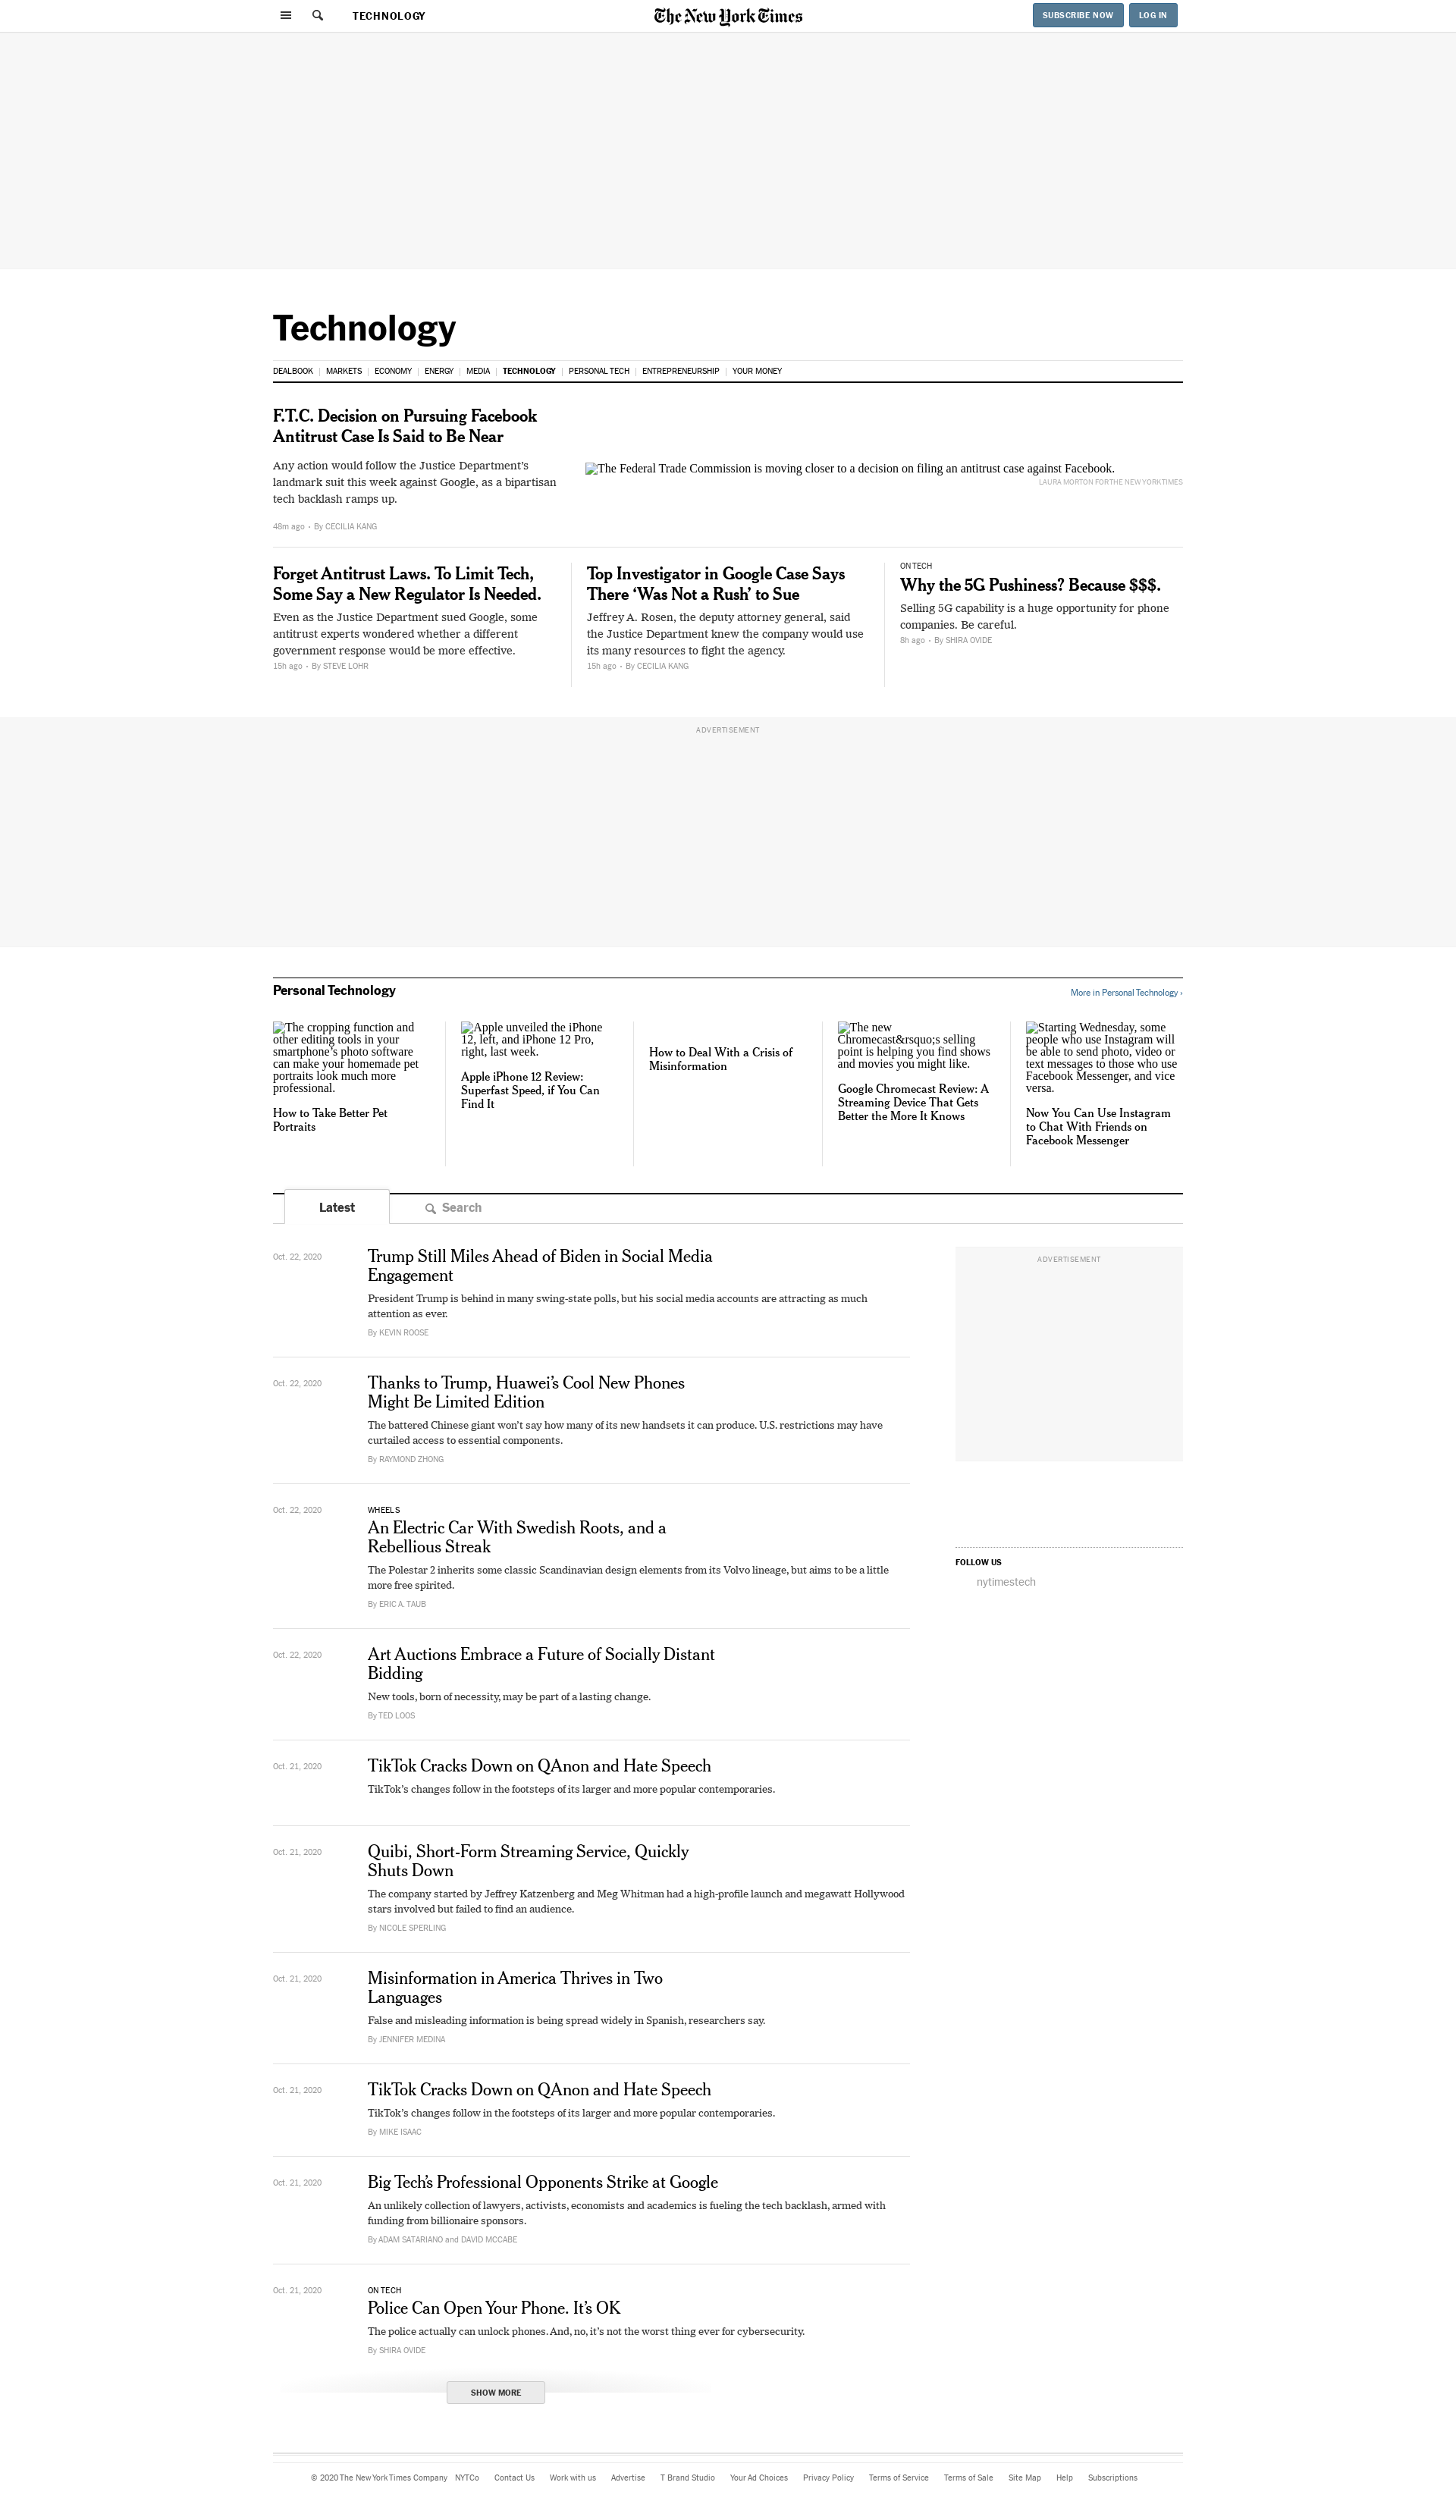 TECHNOLOGY
The New York Times
SUBSCRIBE NOW
LOG IN
Technology
DEALBOOK
MARKETS
ECONOMY
ENERGY
MEDIA
TECHNOLOGY
PERSONAL TECH
ENTREPRENEURSHIP
YOUR MONEY
F.T.C. Decision on Pursuing Facebook
Antitrust Case Is Said to Be Near
Any action would follow the Justice Department’s
landmark suit this week against Google, as a bipartisan
tech backlash ramps up.
48m ago • By CECILIA KANG
The Federal Trade Commission is moving closer to a decision on filing an antitrust case against Facebook.
LAURA MORTON FOR THE NEW YORK TIMES
Forget Antitrust Laws. To Limit Tech,
Some Say a New Regulator Is Needed.
Even as the Justice Department sued Google, some
antitrust experts wondered whether a different
government response would be more effective.
15h ago • By STEVE LOHR
Top Investigator in Google Case Says
There ‘Was Not a Rush’ to Sue
Jeffrey A. Rosen, the deputy attorney general, said
the Justice Department knew the company would use
its many resources to fight the agency.
15h ago • By CECILIA KANG
ON TECH
Why the 5G Pushiness? Because $$$.
Selling 5G capability is a huge opportunity for phone
companies. Be careful.
8h ago • By SHIRA OVIDE
ADVERTISEMENT
Personal Technology
More in Personal Technology ›
The cropping function and
other editing tools in your
smartphone’s photo software
can make your homemade pet
portraits look much more
professional.
How to Take Better Pet
Portraits
Apple unveiled the iPhone
12, left, and iPhone 12 Pro,
right, last week.
Apple iPhone 12 Review:
Superfast Speed, if You Can
Find It
How to Deal With a Crisis of
Misinformation
The new
Chromecast&rsquo;s selling
point is helping you find shows
and movies you might like.
Google Chromecast Review: A
Streaming Device That Gets
Better the More It Knows
Starting Wednesday, some
people who use Instagram will
be able to send photo, video or
text messages to those who use
Facebook Messenger, and vice
versa.
Now You Can Use Instagram
to Chat With Friends on
Facebook Messenger
Latest
Search
Oct. 22, 2020
Trump Still Miles Ahead of Biden in Social Media
Engagement
President Trump is behind in many swing-state polls, but his social media accounts are attracting as much
attention as ever.
By KEVIN ROOSE
ADVERTISEMENT
Oct. 22, 2020
Thanks to Trump, Huawei’s Cool New Phones
Might Be Limited Edition
The battered Chinese giant won’t say how many of its new handsets it can produce. U.S. restrictions may have
curtailed access to essential components.
By RAYMOND ZHONG
Oct. 22, 2020
WHEELS
An Electric Car With Swedish Roots, and a
Rebellious Streak
The Polestar 2 inherits some classic Scandinavian design elements from its Volvo lineage, but aims to be a little
more free spirited.
By ERIC A. TAUB
FOLLOW US
nytimestech
Oct. 22, 2020
Art Auctions Embrace a Future of Socially Distant
Bidding
New tools, born of necessity, may be part of a lasting change.
By TED LOOS
Oct. 21, 2020
TikTok Cracks Down on QAnon and Hate Speech
TikTok’s changes follow in the footsteps of its larger and more popular contemporaries.
Oct. 21, 2020
Quibi, Short-Form Streaming Service, Quickly
Shuts Down
The company started by Jeffrey Katzenberg and Meg Whitman had a high-profile launch and megawatt Hollywood
stars involved but failed to find an audience.
By NICOLE SPERLING
Oct. 21, 2020
Misinformation in America Thrives in Two
Languages
False and misleading information is being spread widely in Spanish, researchers say.
By JENNIFER MEDINA
Oct. 21, 2020
TikTok Cracks Down on QAnon and Hate Speech
TikTok’s changes follow in the footsteps of its larger and more popular contemporaries.
By MIKE ISAAC
Oct. 21, 2020
Big Tech’s Professional Opponents Strike at Google
An unlikely collection of lawyers, activists, economists and academics is fueling the tech backlash, armed with
funding from billionaire sponsors.
By ADAM SATARIANO and DAVID MCCABE
Oct. 21, 2020
ON TECH
Police Can Open Your Phone. It’s OK
The police actually can unlock phones. And, no, it’s not the worst thing ever for cybersecurity.
By SHIRA OVIDE
SHOW MORE
© 2020 The New York Times Company NYTCo Contact Us Work with us Advertise T Brand Studio Your Ad Choices Privacy Policy Terms of Service Terms of Sale Site Map Help Subscriptions